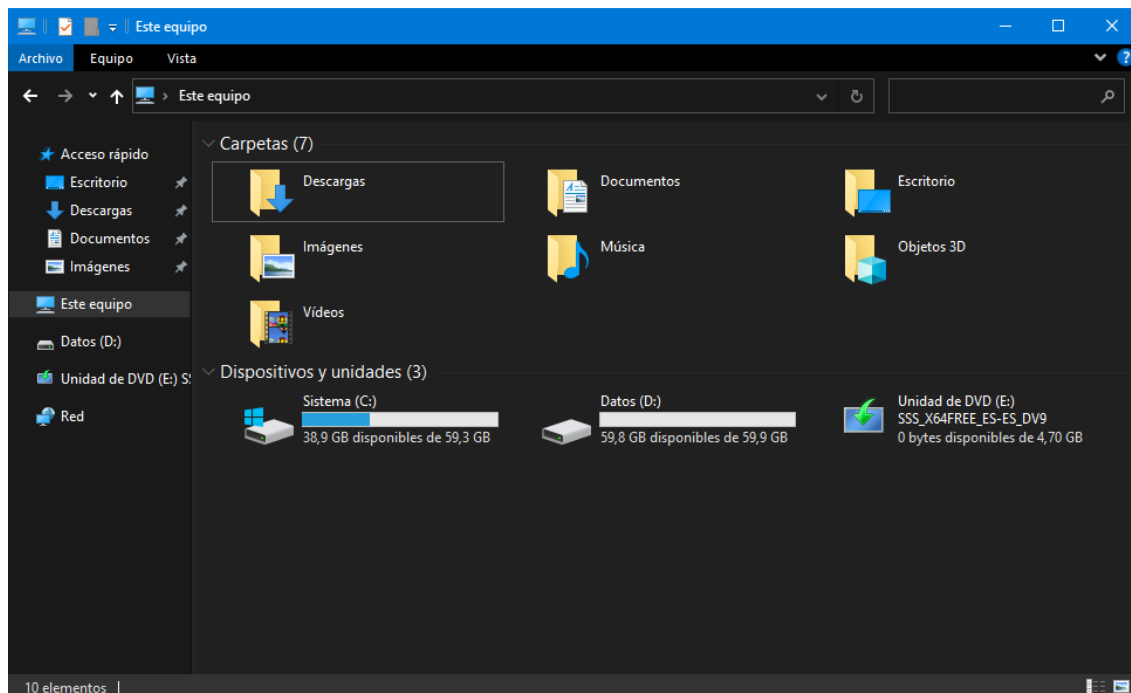 Este equipo
Archivo Equipo Vista
Este equipo
Acceso rápido
Escritorio
Descargas
Documentos
Imágenes
Este equipo
Datos (D:)
Unidad de DVD (E:) S
Red
Carpetas (7)
Descargas
Documentos
Escritorio
Imágenes
Música
Objetos 3D
Vídeos
Dispositivos y unidades (3)
Sistema (C:)
38,9 GB disponibles de 59,3 GB
Datos (D:)
59,8 GB disponibles de 59,9 GB
Unidad de DVD (E:)
SSS_X64FREE_ES-ES_DV9
0 bytes disponibles de 4,70 GB
10 elementos